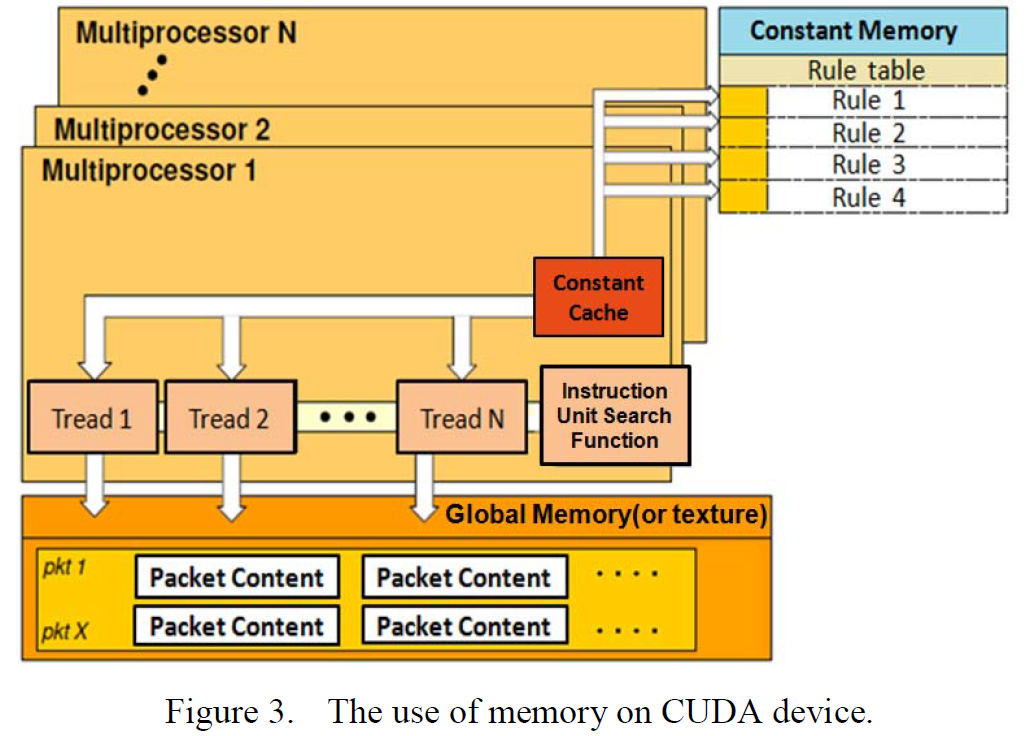 Multiprocessor N
Multiprocessor 2
Multiprocessor 1
Constant Memory
Rule table
Rule 1
Rule 2
Rule 3
Rule 4
Constant
Cache
Tread 1
Tread 2
Tread N
Instruction
Unit Search
Function
Global Memory(or texture)
pkt 1
Packet Content
Packet Content
pkt X
Packet Content
Packet Content
Figure 3. The use of memory on CUDA device.